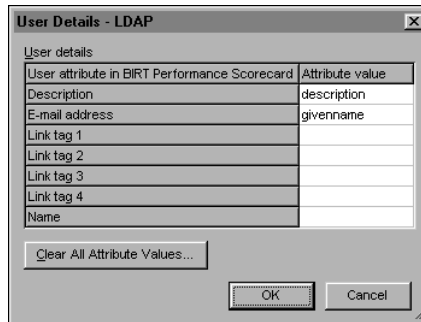 User Details - LDAP
User details
User attribute in BIRT Performance Scorecard Attribute value
Description description
E-mail address givenname
Link tag 1
Link tag 2
Link tag 3
Link tag 4
Name
Clear All Attribute Values...
OK Cancel